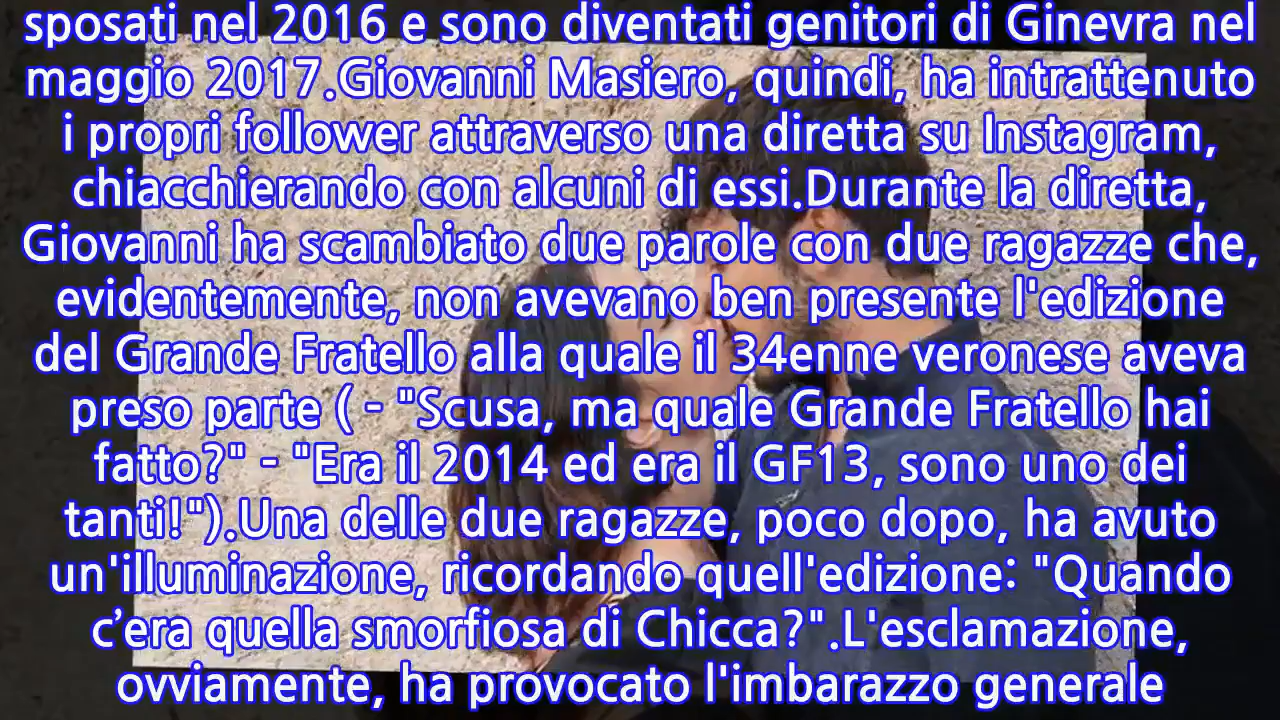 sposati nel 2016 e sono diventati genitori di Ginevra nel
maggio 2017.Giovanni Masiero, quindi, ha intrattenuto
i propri follower attraverso una diretta su Instagram,
chiacchierando con alcuni di essi.Durante la diretta,
Giovanni ha scambiato due parole con due ragazze che,
evidentemente, non avevano ben presente l'edizione
del Grande Fratello alla quale il 34enne veronese aveva
preso parte ( - "Scusa, ma quale Grande Fratello hai
fatto?" - "Era il 2014 ed era il GF13, sono uno dei
tanti!").Una delle due ragazze, poco dopo, ha avuto
un'illuminazione, ricordando quell'edizione: "Quando
c’era quella smorfiosa di Chicca?".L'esclamazione,
ovviamente, ha provocato l'imbarazzo generale